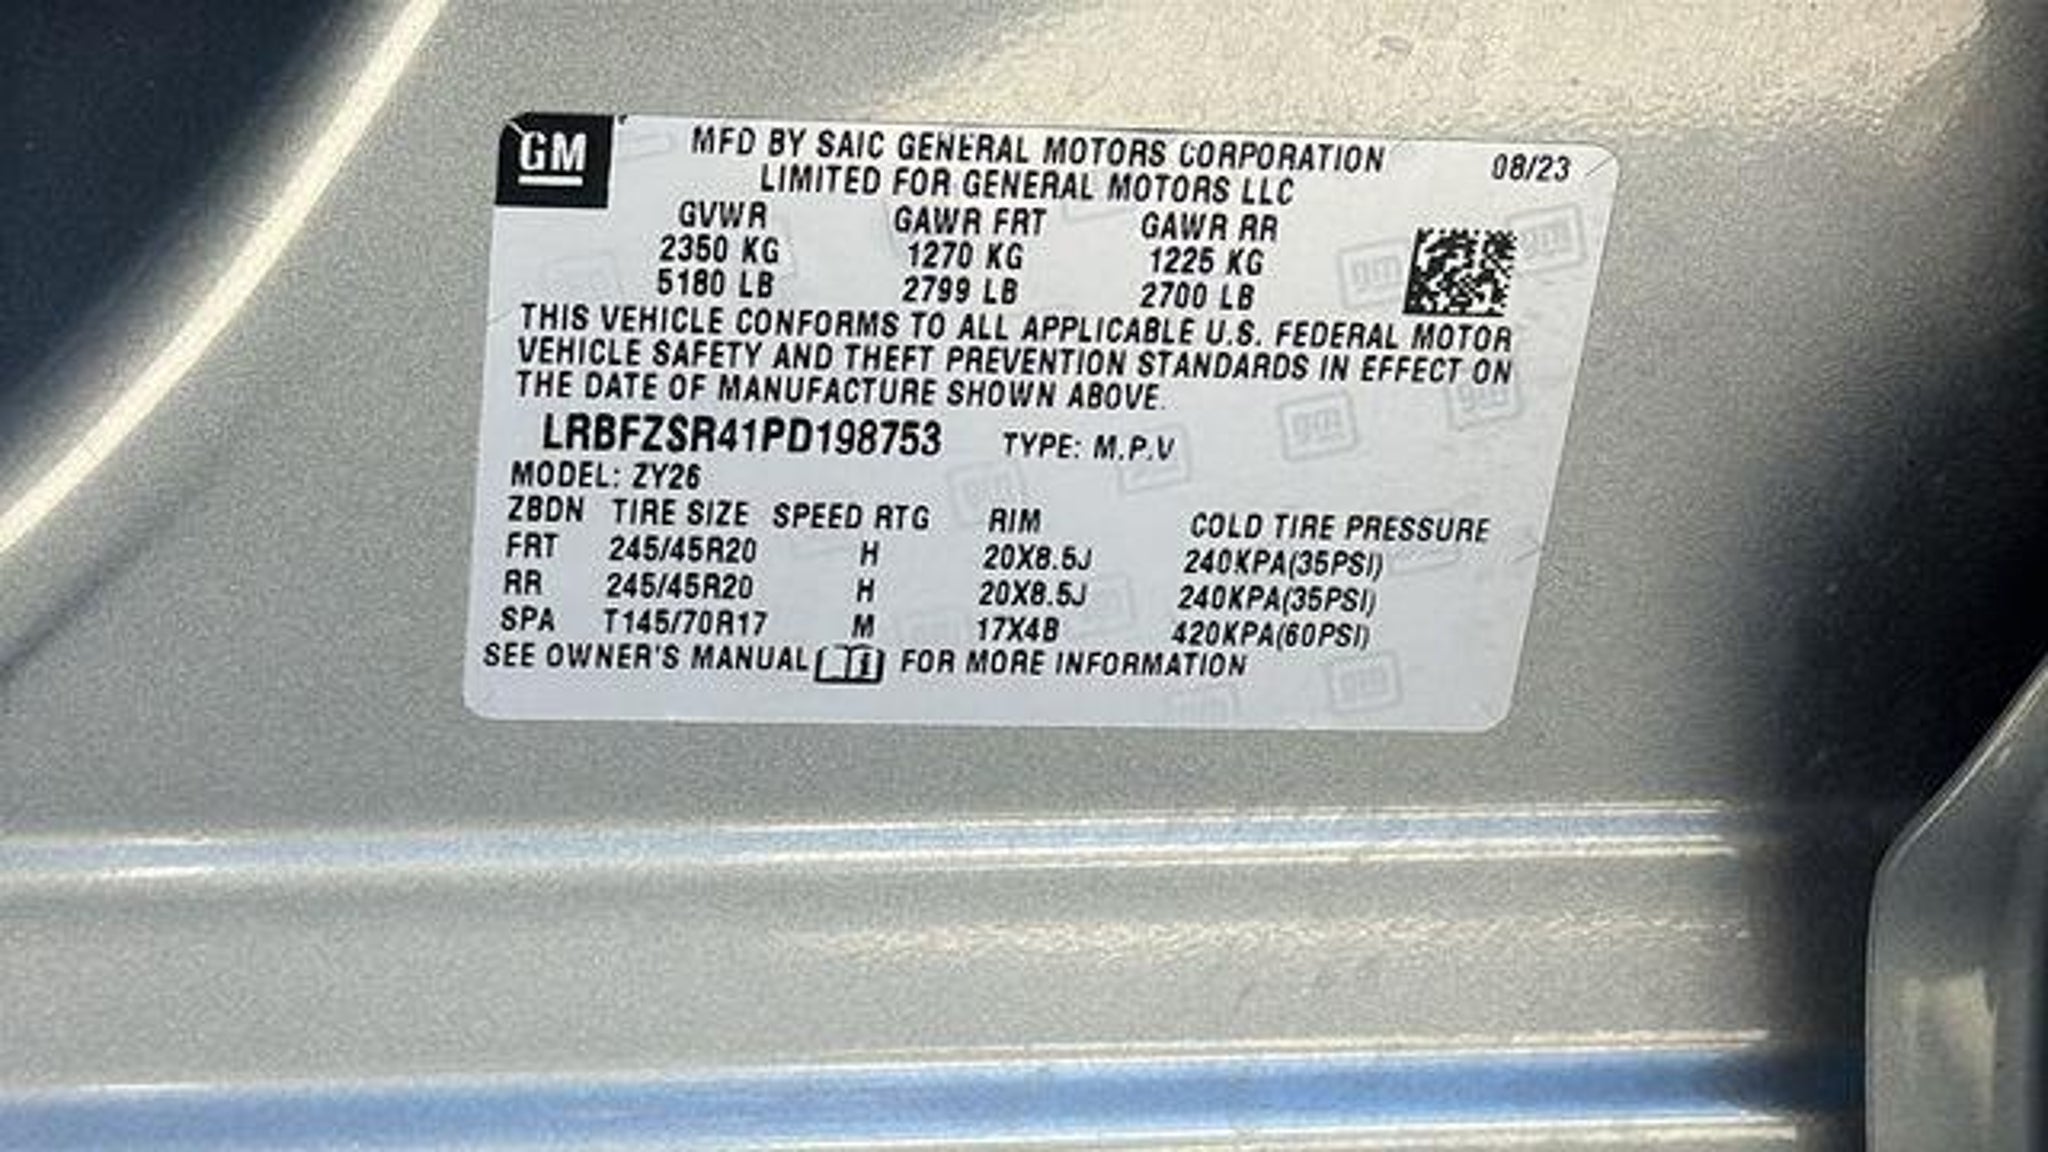 GM
MFD BY SAIC GENERAL MOTORS CORPORATION 08/23
LIMITED FOR GENERAL MOTORS LLC
GVWR GAWR FRT GAWR RR
2350 KG 1270 KG 1225 KG
5180 LB 2799 LB 2700 LB
THIS VEHICLE CONFORMS TO ALL APPLICABLE U.S. FEDERAL MOTOR
VEHICLE SAFETY AND THEFT PREVENTION STANDARDS IN EFFECT ON
THE DATE OF MANUFACTURE SHOWN ABOVE.
LRBFZSR41PD198753 TYPE: M.P.V
MODEL: ZY26
ZBDN TIRE SIZE SPEED RTG RIM COLD TIRE PRESSURE
FRT 245/45R20 H 20X8.5J 240KPA(35PSI)
RR 245/45R20 H 20X8.5J 240KPA(35PSI)
SPA T145/70R17 M 17X4B 420KPA(60PSI)
SEE OWNER'S MANUAL i FOR MORE INFORMATION